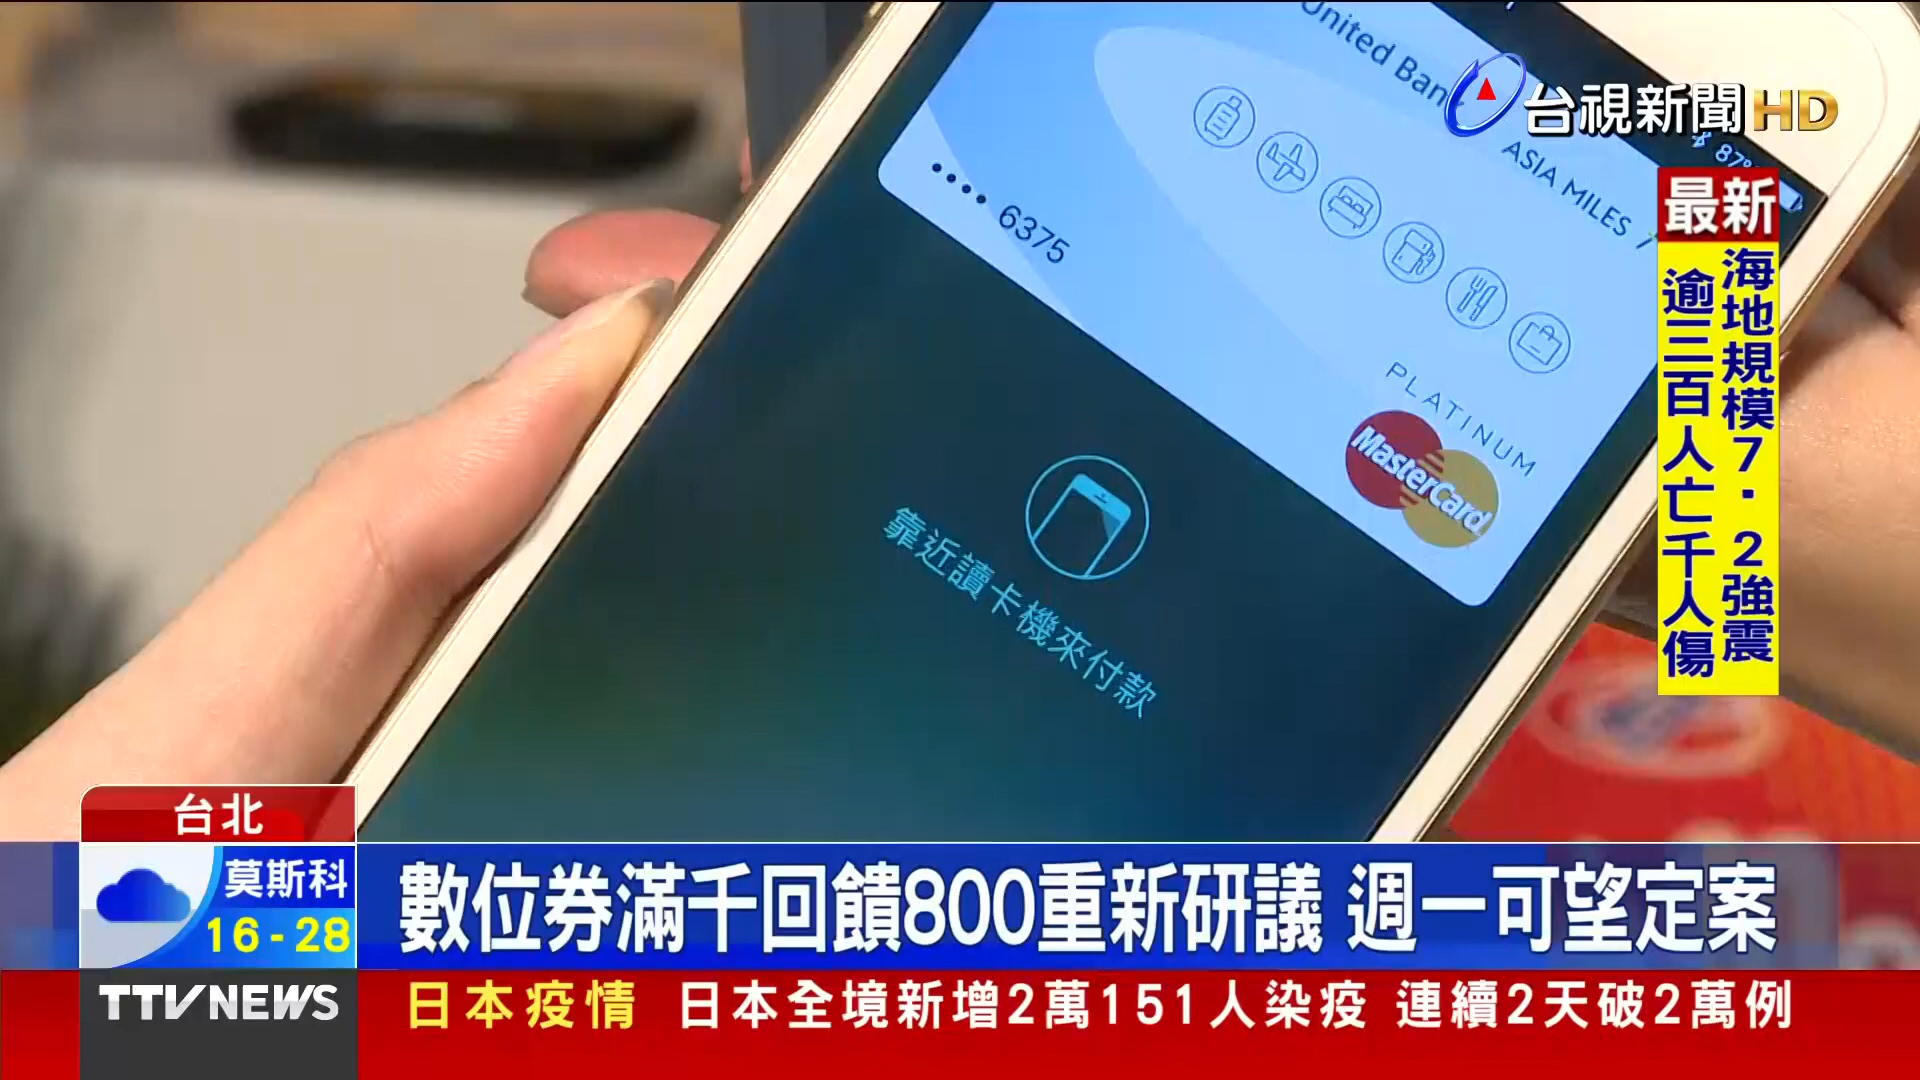 United Bank
台視新聞HD
87%
ASIA MILES
•••• 6375
PLATINUM
MasterCard
靠近讀卡機來付款
最新
海地規模7.2強震
逾三百人亡千人傷
台北
莫斯科
16-28
數位券滿千回饋800重新研議 週一可望定案
TTV NEWS
日本疫情 日本全境新增2萬151人染疫 連續2天破2萬例